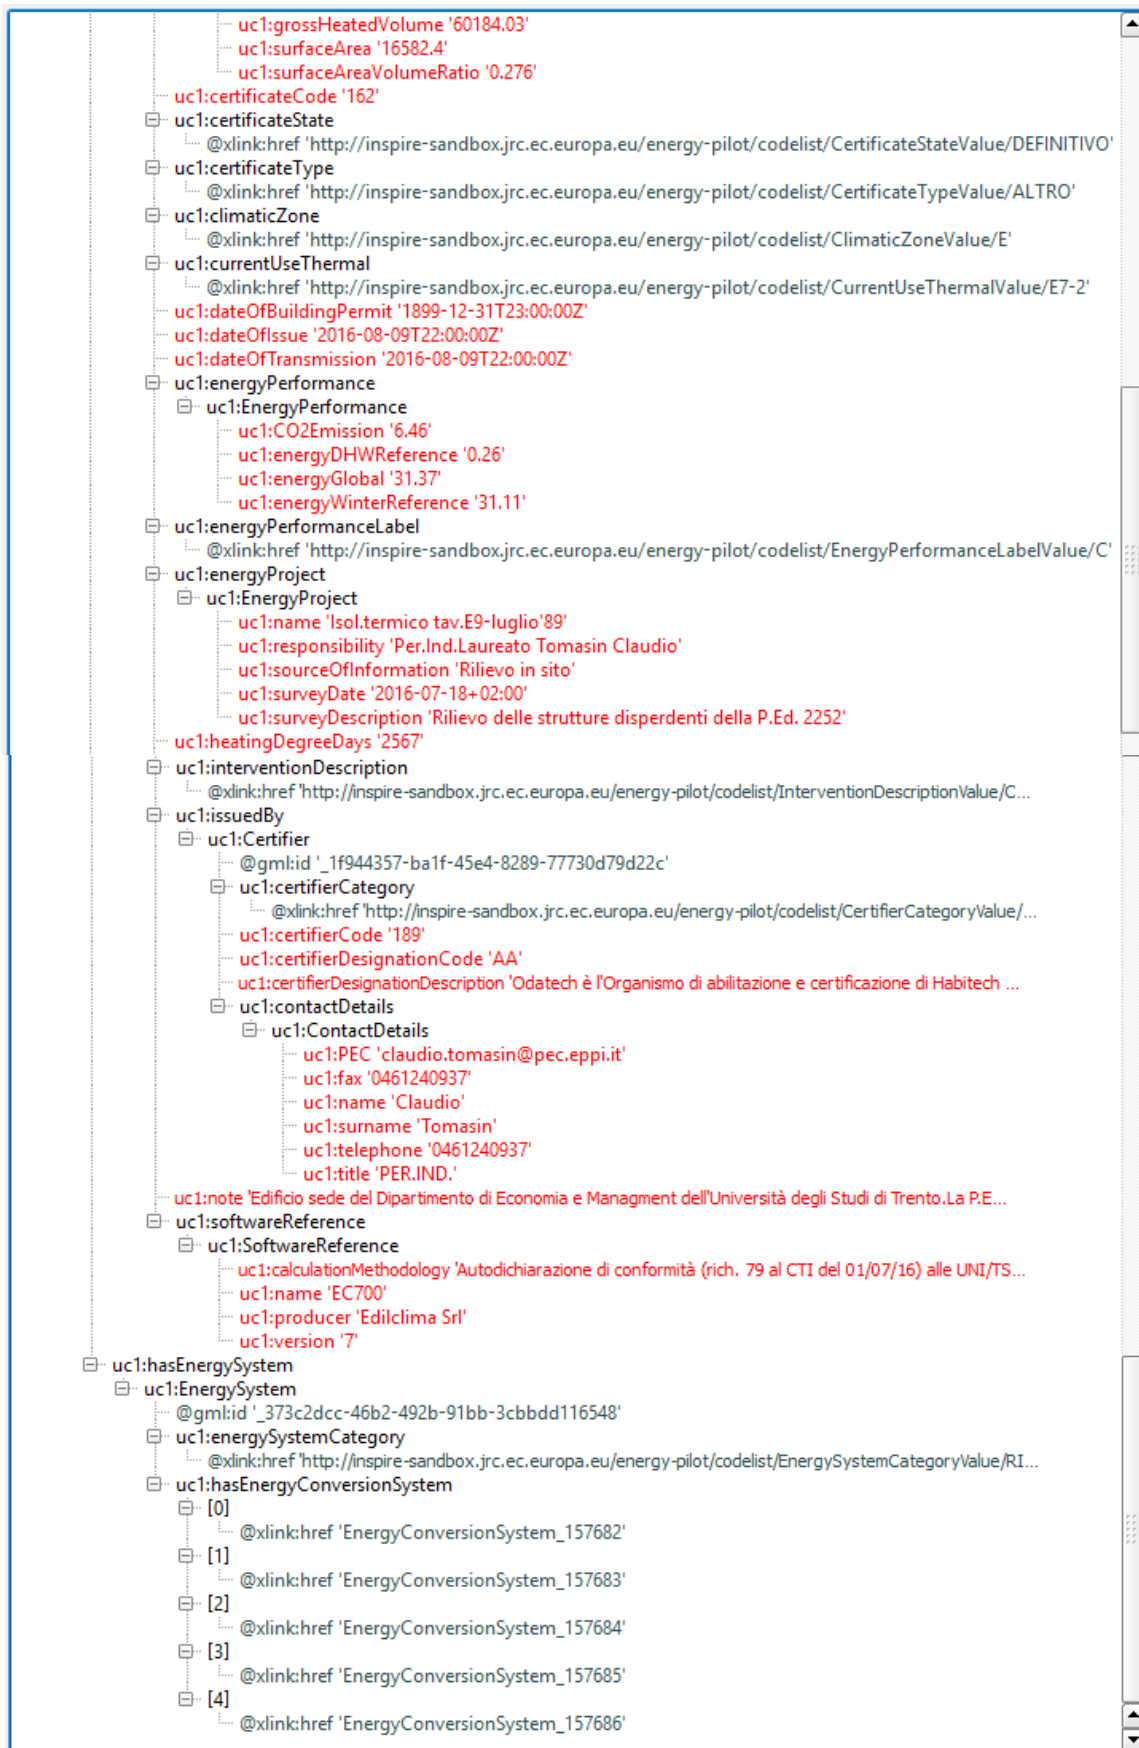 uc1:grossHeatedVolume '60184.03'
uc1:surfaceArea '16582.4'
uc1:surfaceAreaVolumeRatio '0.276'
uc1:certificateCode '162'
uc1:certificateState
@xlink:href 'http://inspire-sandbox.jrc.ec.europa.eu/energy-pilot/codelist/CertificateStateValue/DEFINITIVO'
uc1:certificateType
@xlink:href 'http://inspire-sandbox.jrc.ec.europa.eu/energy-pilot/codelist/CertificateTypeValue/ALTRO'
uc1:climaticZone
@xlink:href 'http://inspire-sandbox.jrc.ec.europa.eu/energy-pilot/codelist/ClimaticZoneValue/E'
uc1:currentUseThermal
@xlink:href 'http://inspire-sandbox.jrc.ec.europa.eu/energy-pilot/codelist/CurrentUseThermalValue/E7-2'
uc1:dateOfBuildingPermit '1899-12-31T23:00:00Z'
uc1:dateOfIssue '2016-08-09T22:00:00Z'
uc1:dateOfTransmission '2016-08-09T22:00:00Z'
uc1:energyPerformance
uc1:EnergyPerformance
uc1:CO2Emission '6.46'
uc1:energyDHWReference '0.26'
uc1:energyGlobal '31.37'
uc1:energyWinterReference '31.11'
uc1:energyPerformanceLabel
@xlink:href 'http://inspire-sandbox.jrc.ec.europa.eu/energy-pilot/codelist/EnergyPerformanceLabelValue/C'
uc1:energyProject
uc1:EnergyProject
uc1:name 'Isol.termico tav.E9-luglio'89'
uc1:responsibility 'Per.Ind.Laureato Tomasin Claudio'
uc1:sourceOfInformation 'Rilievo in sito'
uc1:surveyDate '2016-07-18+02:00'
uc1:surveyDescription 'Rilievo delle strutture disperdenti della P.Ed. 2252'
uc1:heatingDegreeDays '2567'
uc1:interventionDescription
@xlink:href 'http://inspire-sandbox.jrc.ec.europa.eu/energy-pilot/codelist/InterventionDescriptionValue/C...
uc1:issuedBy
uc1:Certifier
@gml:id '_1f944357-ba1f-45e4-8289-77730d79d22c'
uc1:certifierCategory
@xlink:href 'http://inspire-sandbox.jrc.ec.europa.eu/energy-pilot/codelist/CertifierCategoryValue/...
uc1:certifierCode '189'
uc1:certifierDesignationCode 'AA'
uc1:certifierDesignationDescription 'Odatech è l'Organismo di abilitazione e certificazione di Habitech ...
uc1:contactDetails
uc1:ContactDetails
uc1:PEC 'claudio.tomasin@pec.eppi.it'
uc1:fax '0461240937'
uc1:name 'Claudio'
uc1:surname 'Tomasin'
uc1:telephone '0461240937'
uc1:title 'PER.IND.'
uc1:note 'Edificio sede del Dipartimento di Economia e Managment dell'Università degli Studi di Trento.La P.E...
uc1:softwareReference
uc1:SoftwareReference
uc1:calculationMethodology 'Autodichiarazione di conformità (rich. 79 al CTI del 01/07/16) alle UNI/TS...
uc1:name 'EC700'
uc1:producer 'Edilclima Srl'
uc1:version '7'
uc1:hasEnergySystem
uc1:EnergySystem
@gml:id '_373c2dcc-46b2-492b-91bb-3cbbdd116548'
uc1:energySystemCategory
@xlink:href 'http://inspire-sandbox.jrc.ec.europa.eu/energy-pilot/codelist/EnergySystemCategoryValue/RI...
uc1:hasEnergyConversionSystem
[0]
@xlink:href 'EnergyConversionSystem_157682'
[1]
@xlink:href 'EnergyConversionSystem_157683'
[2]
@xlink:href 'EnergyConversionSystem_157684'
[3]
@xlink:href 'EnergyConversionSystem_157685'
[4]
@xlink:href 'EnergyConversionSystem_157686'